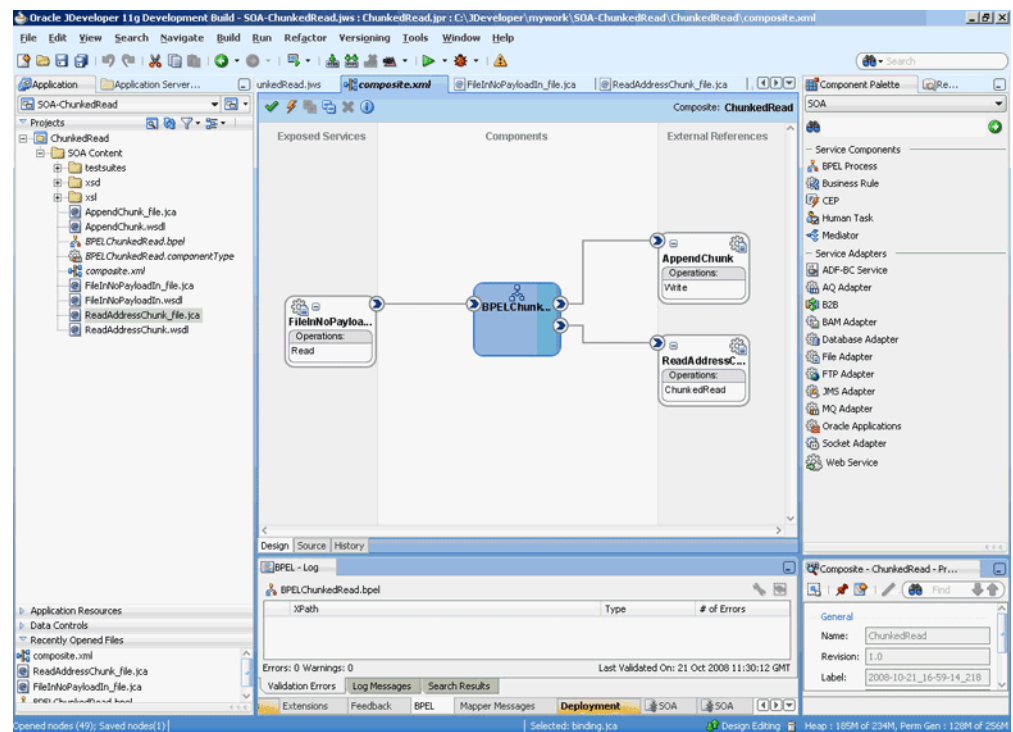 Oracle JDeveloper 11g Development Build - SOA-ChunkedRead.jws : ChunkedRead.jpr : C:\JDeveloper\mywork\SOA-ChunkedRead\ChunkedRead\composite.xml
File Edit View Search Navigate Build Run Refactor Versigning Tools Window Help
Search
Application
Application Server...
SOA-ChunkedRead
Projects
ChunkedRead
SOA Content
testsuites
xsd
xsl
AppendChunk_file.jca
AppendChunk.wsdl
BPELChunkedRead.bpel
BPELChunkedRead.componentType
composite.xml
FileInNoPayloadIn_file.jca
FileInNoPayloadIn.wsdl
ReadAddressChunk_file.jca
ReadAddressChunk.wsdl
Application Resources
Data Controls
Recently Opened Files
composite.xml
ReadAddressChunk_file.jca
FileInNoPayloadIn_file.jca
BPELChunkedRead.bpel
unkedRead.jws
composite.xml
FileInNoPayloadIn_file.jca
ReadAddressChunk_file.jca
Composite: ChunkedRead
Exposed Services
Components
External References
FileInNoPayloa...
Operations:
Read
BPELChunk...
AppendChunk
Operations:
Write
ReadAddressC...
Operations:
ChunkedRead
Design Source History
BPEL - Log
BPELChunkedRead.bpel
XPath Type # of Errors
Errors: 0 Warnings: 0 Last Validated On: 21 Oct 2008 11:30:12 GMT
Validation Errors Log Messages Search Results
Extensions Feedback BPEL Mapper Messages Deployment SOA SOA
Component Palette
Re...
SOA
Service Components
BPEL Process
Business Rule
CEP
Human Task
Mediator
Service Adapters
ADF-BC Service
AQ Adapter
B2B
BAM Adapter
Database Adapter
File Adapter
FTP Adapter
JMS Adapter
MQ Adapter
Oracle Applications
Socket Adapter
Web Service
Composite - ChunkedRead - Pr...
Find
General
Name: ChunkedRead
Revision: 1.0
Label: 2008-10-21_16-59-14_218
Opened nodes (49); Saved nodes(1) Selected: binding.jca Design Editing Heap : 185M of 234M, Perm Gen : 128M of 256M